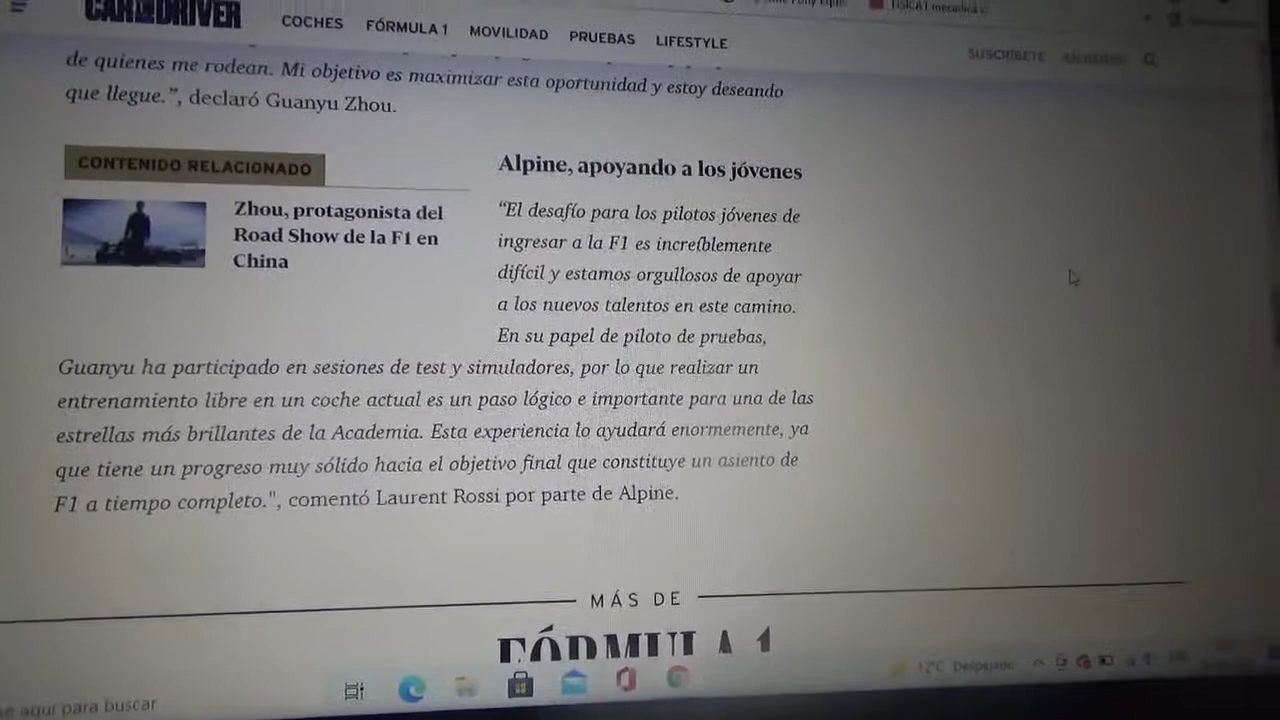 CAR AND DRIVER
COCHES FÓRMULA 1 MOVILIDAD PRUEBAS LIFESTYLE
SUSCRÍBETE
de quienes me rodean. Mi objetivo es maximizar esta oportunidad y estoy deseando
que llegue.”, declaró Guanyu Zhou.
CONTENIDO RELACIONADO
Zhou, protagonista del
Road Show de la F1 en
China
Alpine, apoyando a los jóvenes
“El desafío para los pilotos jóvenes de
ingresar a la F1 es increíblemente
difícil y estamos orgullosos de apoyar
a los nuevos talentos en este camino.
En su papel de piloto de pruebas,
Guanyu ha participado en sesiones de test y simuladores, por lo que realizar un
entrenamiento libre en un coche actual es un paso lógico e importante para una de las
estrellas más brillantes de la Academia. Esta experiencia lo ayudará enormemente, ya
que tiene un progreso muy sólido hacia el objetivo final que constituye un asiento de
F1 a tiempo completo.", comentó Laurent Rossi por parte de Alpine.
MÁS DE
FÓRMULA 1
12°C Despejado
aquí para buscar